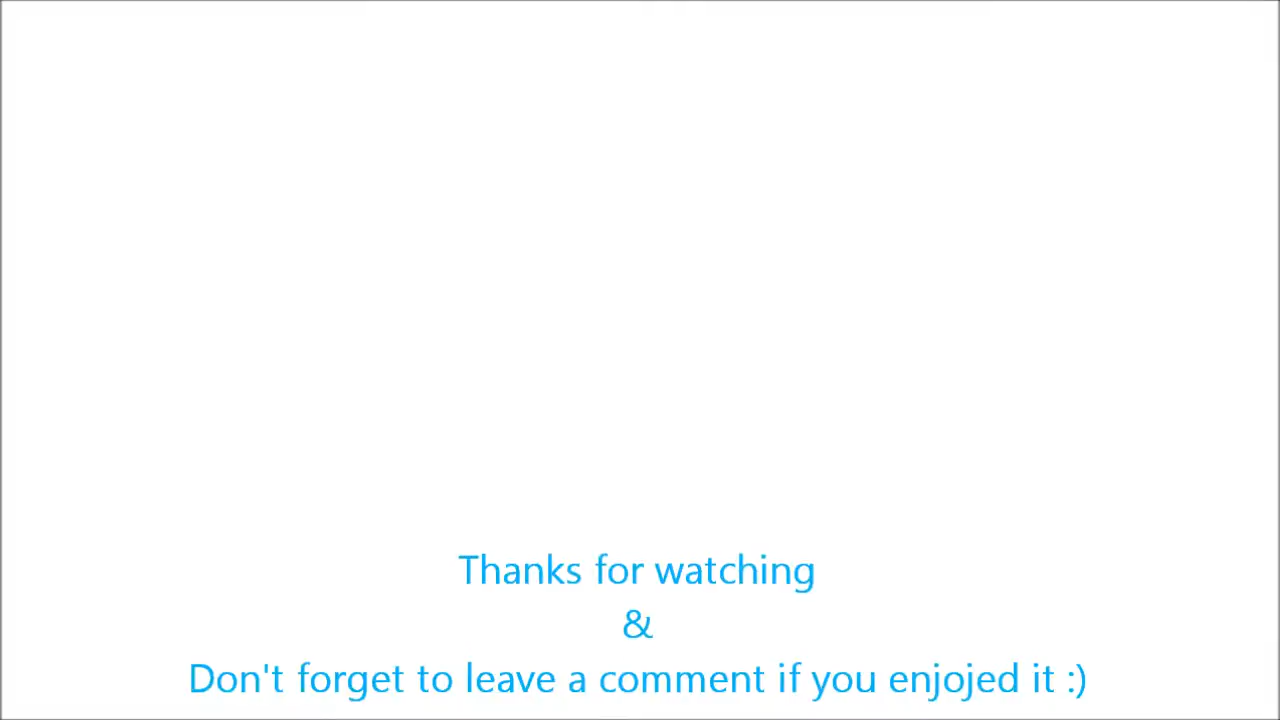 Thanks for watching
&
Don't forget to leave a comment if you enjojed it :)